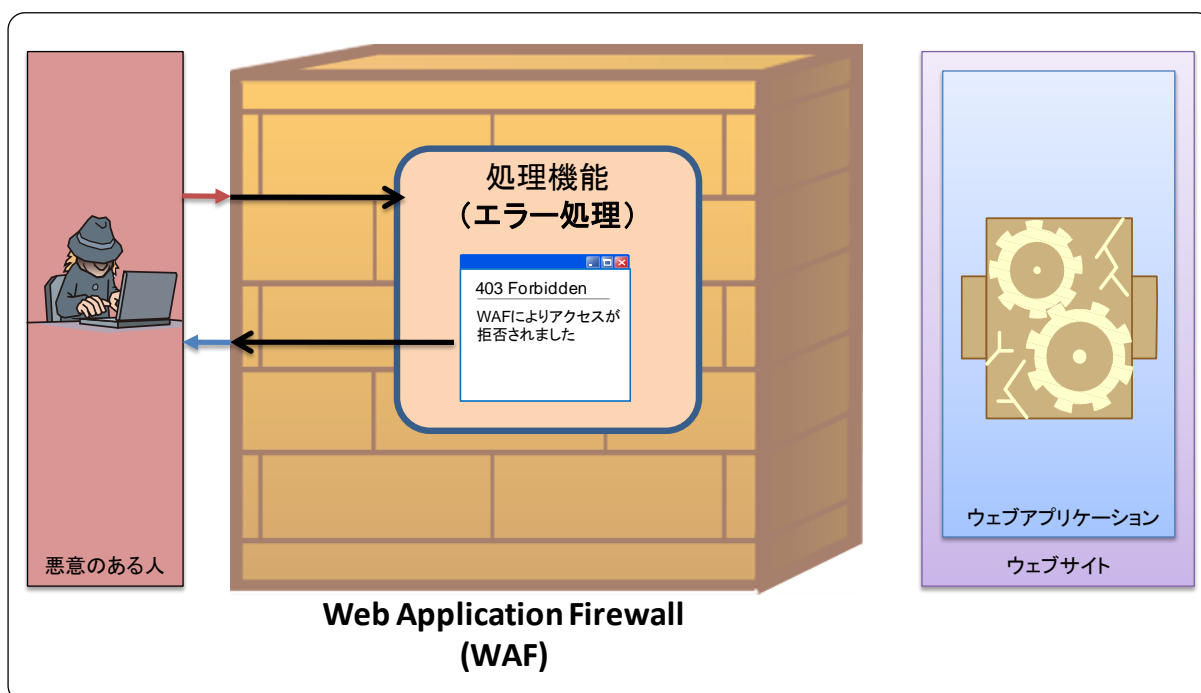 処理機能
（エラー処理）
403 Forbidden
WAFによりアクセスが
拒否されました
悪意のある人
ウェブアプリケーション
ウェブサイト
Web Application Firewall
(WAF)